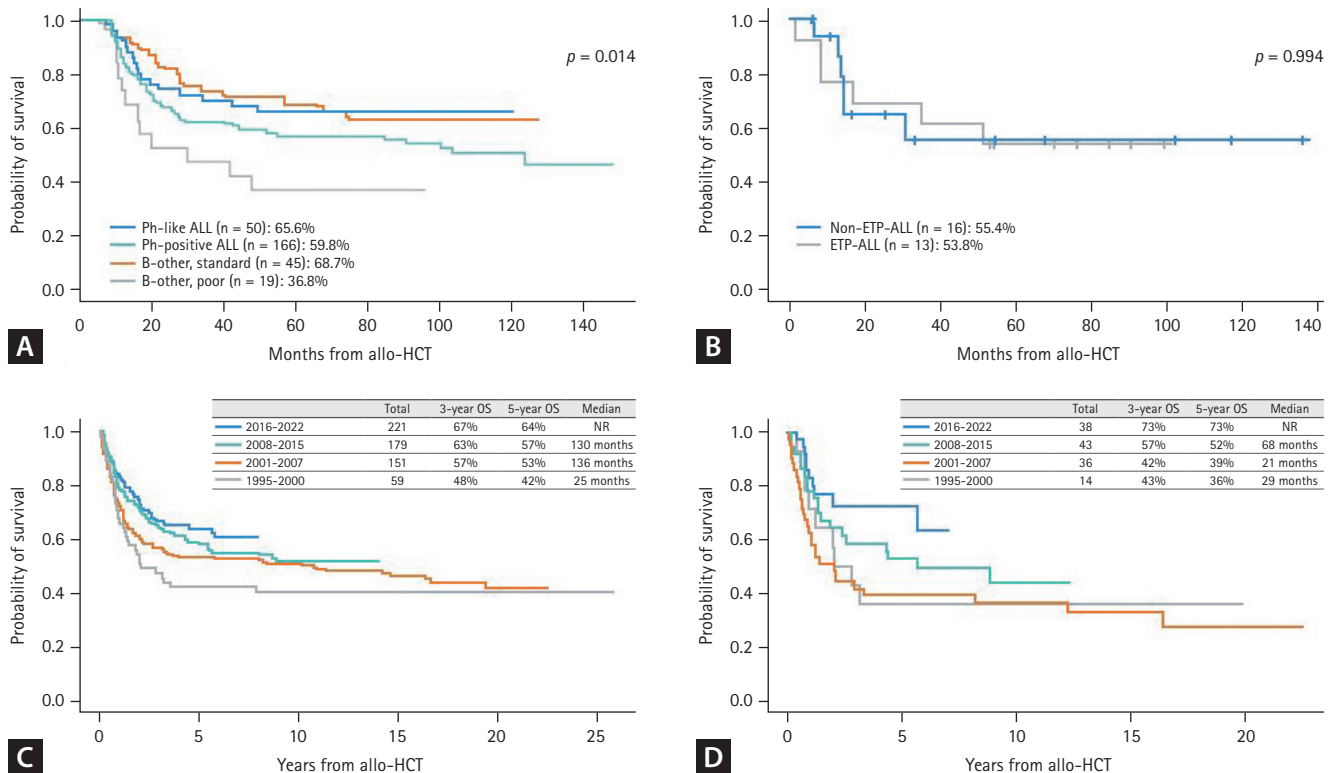 1.0
0.8
0.6
0.4
0.2
0.0
Probability of survival
p = 0.014
Ph-like ALL (n = 50): 65.6%
Ph-positive ALL (n = 166): 59.8%
B-other, standard (n = 45): 68.7%
B-other, poor (n = 19): 36.8%
0 20 40 60 80 100 120 140
Months from allo-HCT
A
1.0
0.8
0.6
0.4
0.2
0.0
Probability of survival
p = 0.994
Non-ETP-ALL (n = 16): 55.4%
ETP-ALL (n = 13): 53.8%
0 20 40 60 80 100 120 140
Months from allo-HCT
B
Total 3-year OS 5-year OS Median
2016-2022 221 67% 64% NR
2008-2015 179 63% 57% 130 months
2001-2007 151 57% 53% 136 months
1995-2000 59 48% 42% 25 months
1.0
0.8
0.6
0.4
0.2
0.0
Probability of survival
0 5 10 15 20 25
Years from allo-HCT
C
Total 3-year OS 5-year OS Median
2016-2022 38 73% 73% NR
2008-2015 43 57% 52% 68 months
2001-2007 36 42% 39% 21 months
1995-2000 14 43% 36% 29 months
1.0
0.8
0.6
0.4
0.2
0.0
Probability of survival
0 5 10 15 20
Years from allo-HCT
D